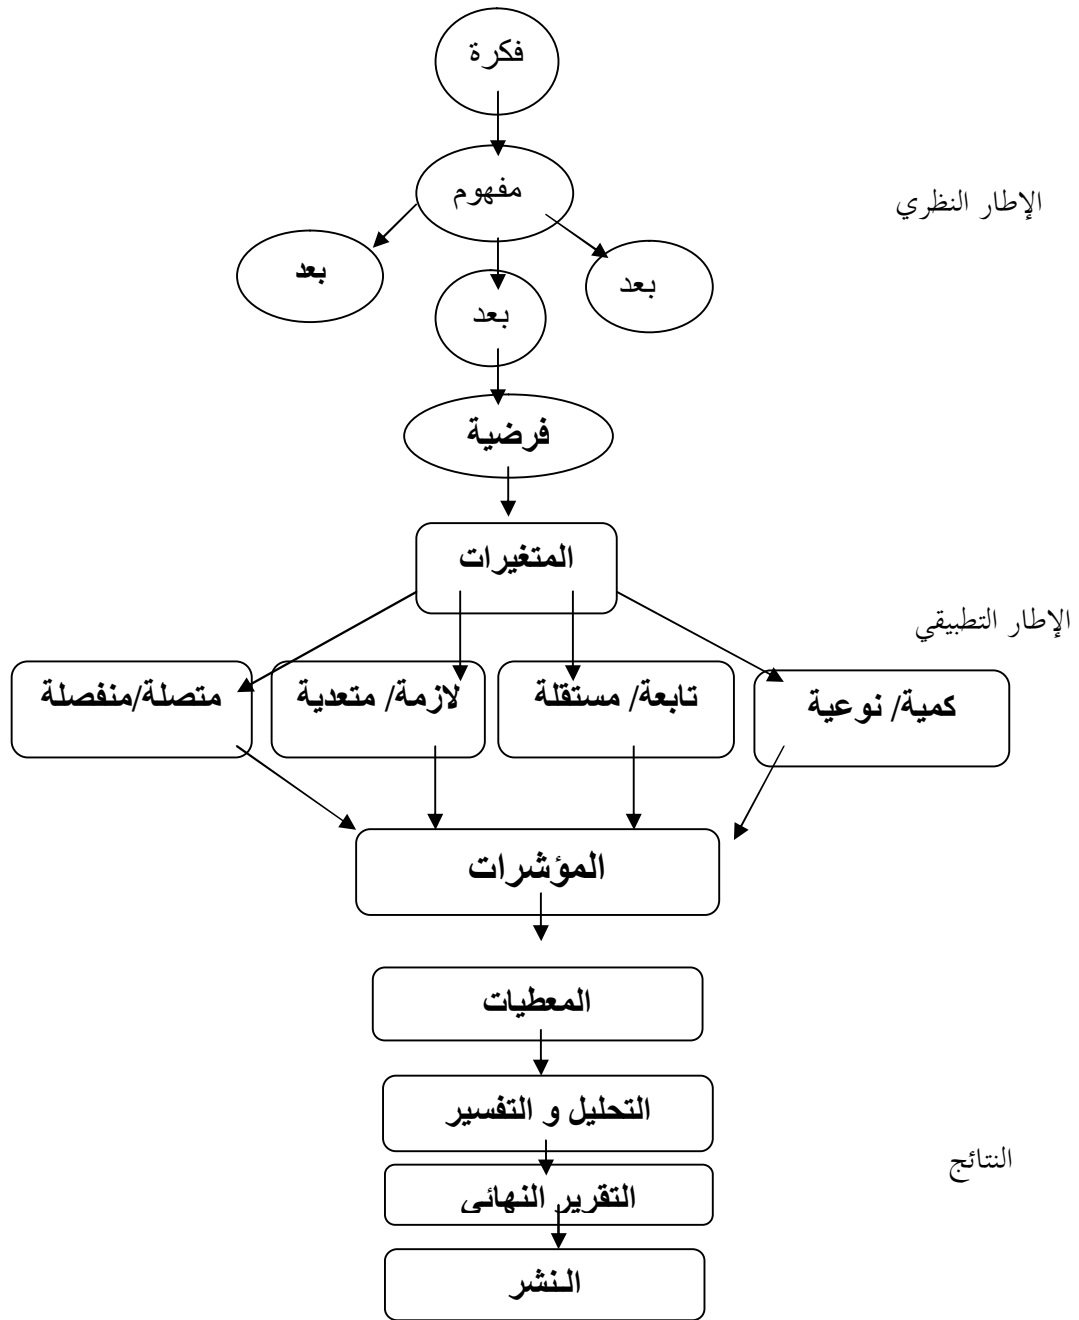 فكرة
مفهوم
الإطار النظري
بعد
بعد
بعد
فرضية
المتغيرات
الإطار التطبيقي
كمية/ نوعية
تابعة/ مستقلة
لازمة/ متعدية
متصلة/منفصلة
المؤشرات
المعطيات
التحليل و التفسير
النتائج
التقرير النهائي
النشر